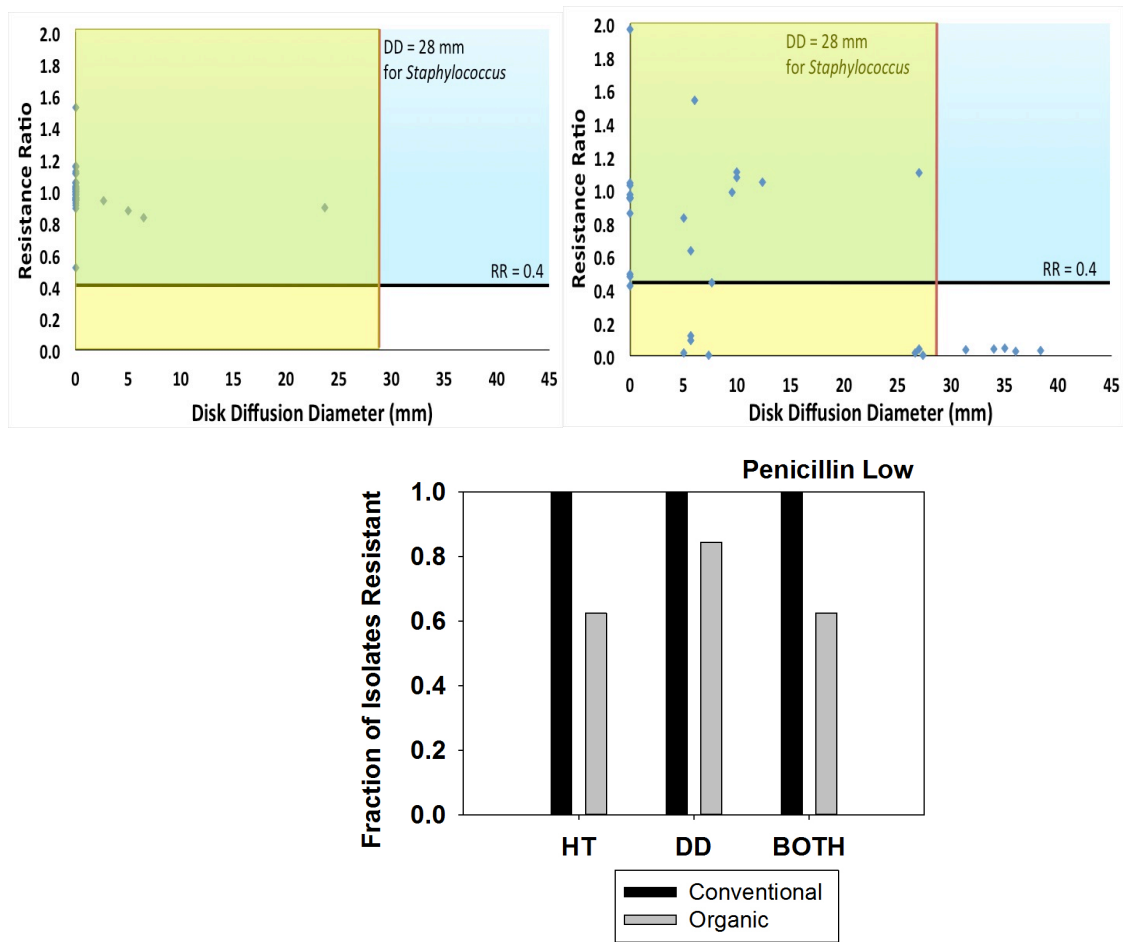 2.0
1.8
1.6
1.4
1.2
1.0
0.8
0.6
0.4
0.2
0.0
Resistance Ratio
DD = 28 mm
for Staphylococcus
RR = 0.4
0 5 10 15 20 25 30 35 40 45
Disk Diffusion Diameter (mm)
2.0
1.8
1.6
1.4
1.2
1.0
0.8
0.6
0.4
0.2
0.0
Resistance Ratio
DD = 28 mm
for Staphylococcus
RR = 0.4
0 5 10 15 20 25 30 35 40 45
Disk Diffusion Diameter (mm)
Penicillin Low
1.0
0.8
0.6
0.4
0.2
0.0
Fraction of Isolates Resistant
HT DD BOTH
Conventional
Organic